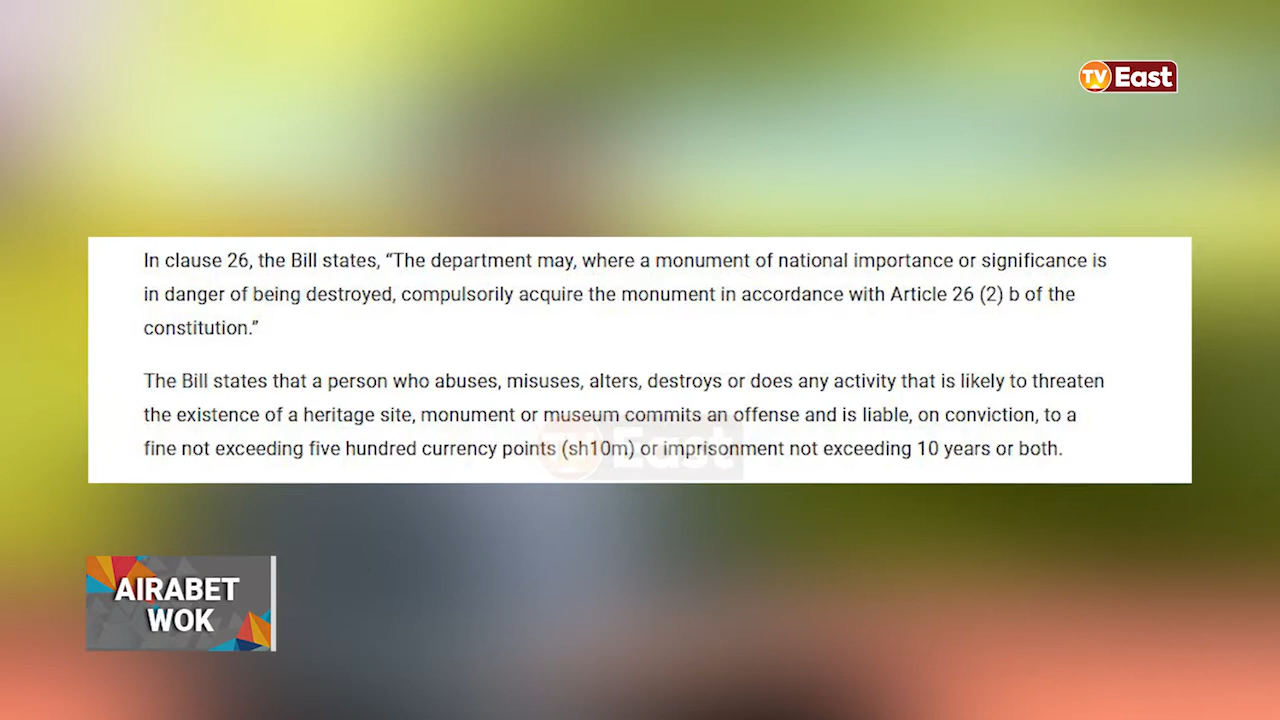 TV East
In clause 26, the Bill states, “The department may, where a monument of national importance or significance is
in danger of being destroyed, compulsorily acquire the monument in accordance with Article 26 (2) b of the
constitution.”
The Bill states that a person who abuses, misuses, alters, destroys or does any activity that is likely to threaten
the existence of a heritage site, monument or museum commits an offense and is liable, on conviction, to a
fine not exceeding five hundred currency points (sh10m) or imprisonment not exceeding 10 years or both.
TV East
AIRABET
WOK